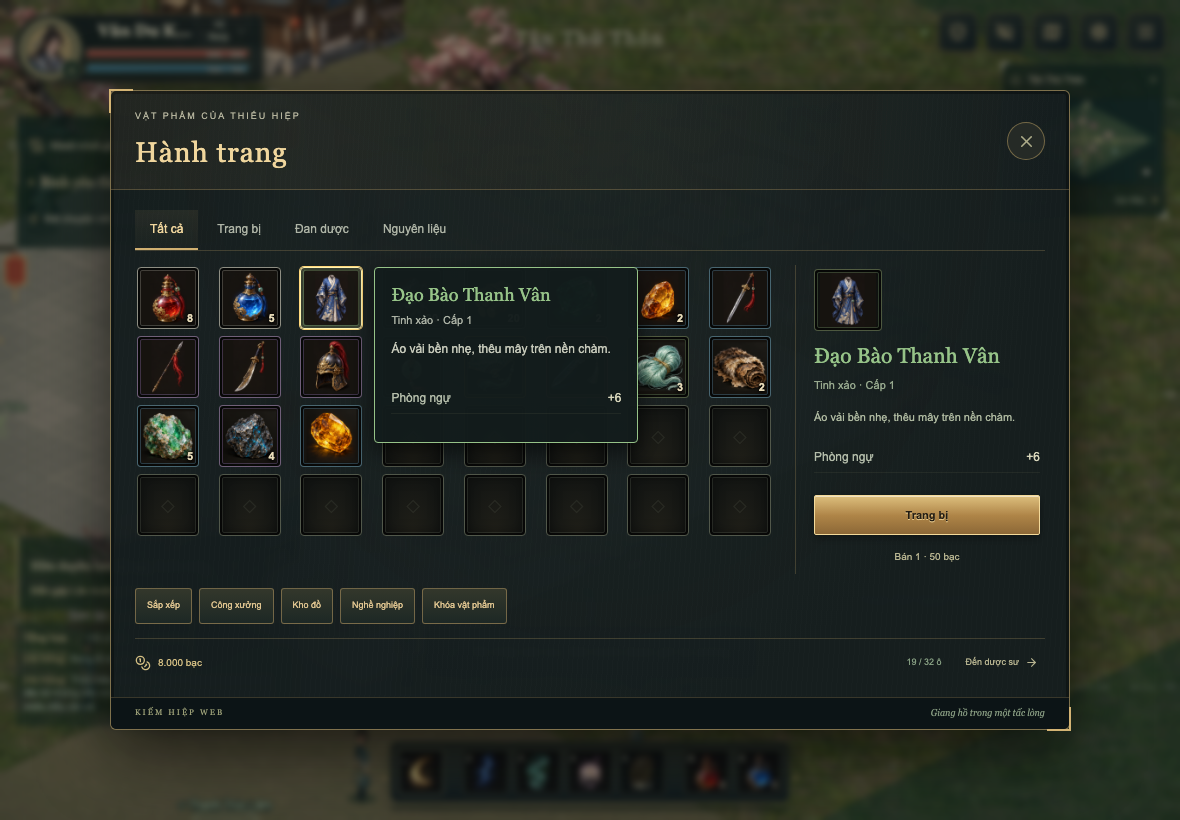 VẬT PHẨM CỦA THIẾU HIỆP
Hành trang
Tất cả
Trang bị
Đan dược
Nguyên liệu
8
5
2
3
2
5
4
Đạo Bào Thanh Vân
Tinh xảo · Cấp 1
Áo vải bền nhẹ, thêu mây trên nền chàm.
Phòng ngự +6
Đạo Bào Thanh Vân
Tinh xảo · Cấp 1
Áo vải bền nhẹ, thêu mây trên nền chàm.
Phòng ngự +6
Trang bị
Bán 1 · 50 bạc
Sắp xếp
Công xưởng
Kho đồ
Nghề nghiệp
Khóa vật phẩm
8.000 bạc
19 / 32 ô
Đến dược sư →
KIẾM HIỆP WEB
Giang hồ trong một tấc lòng